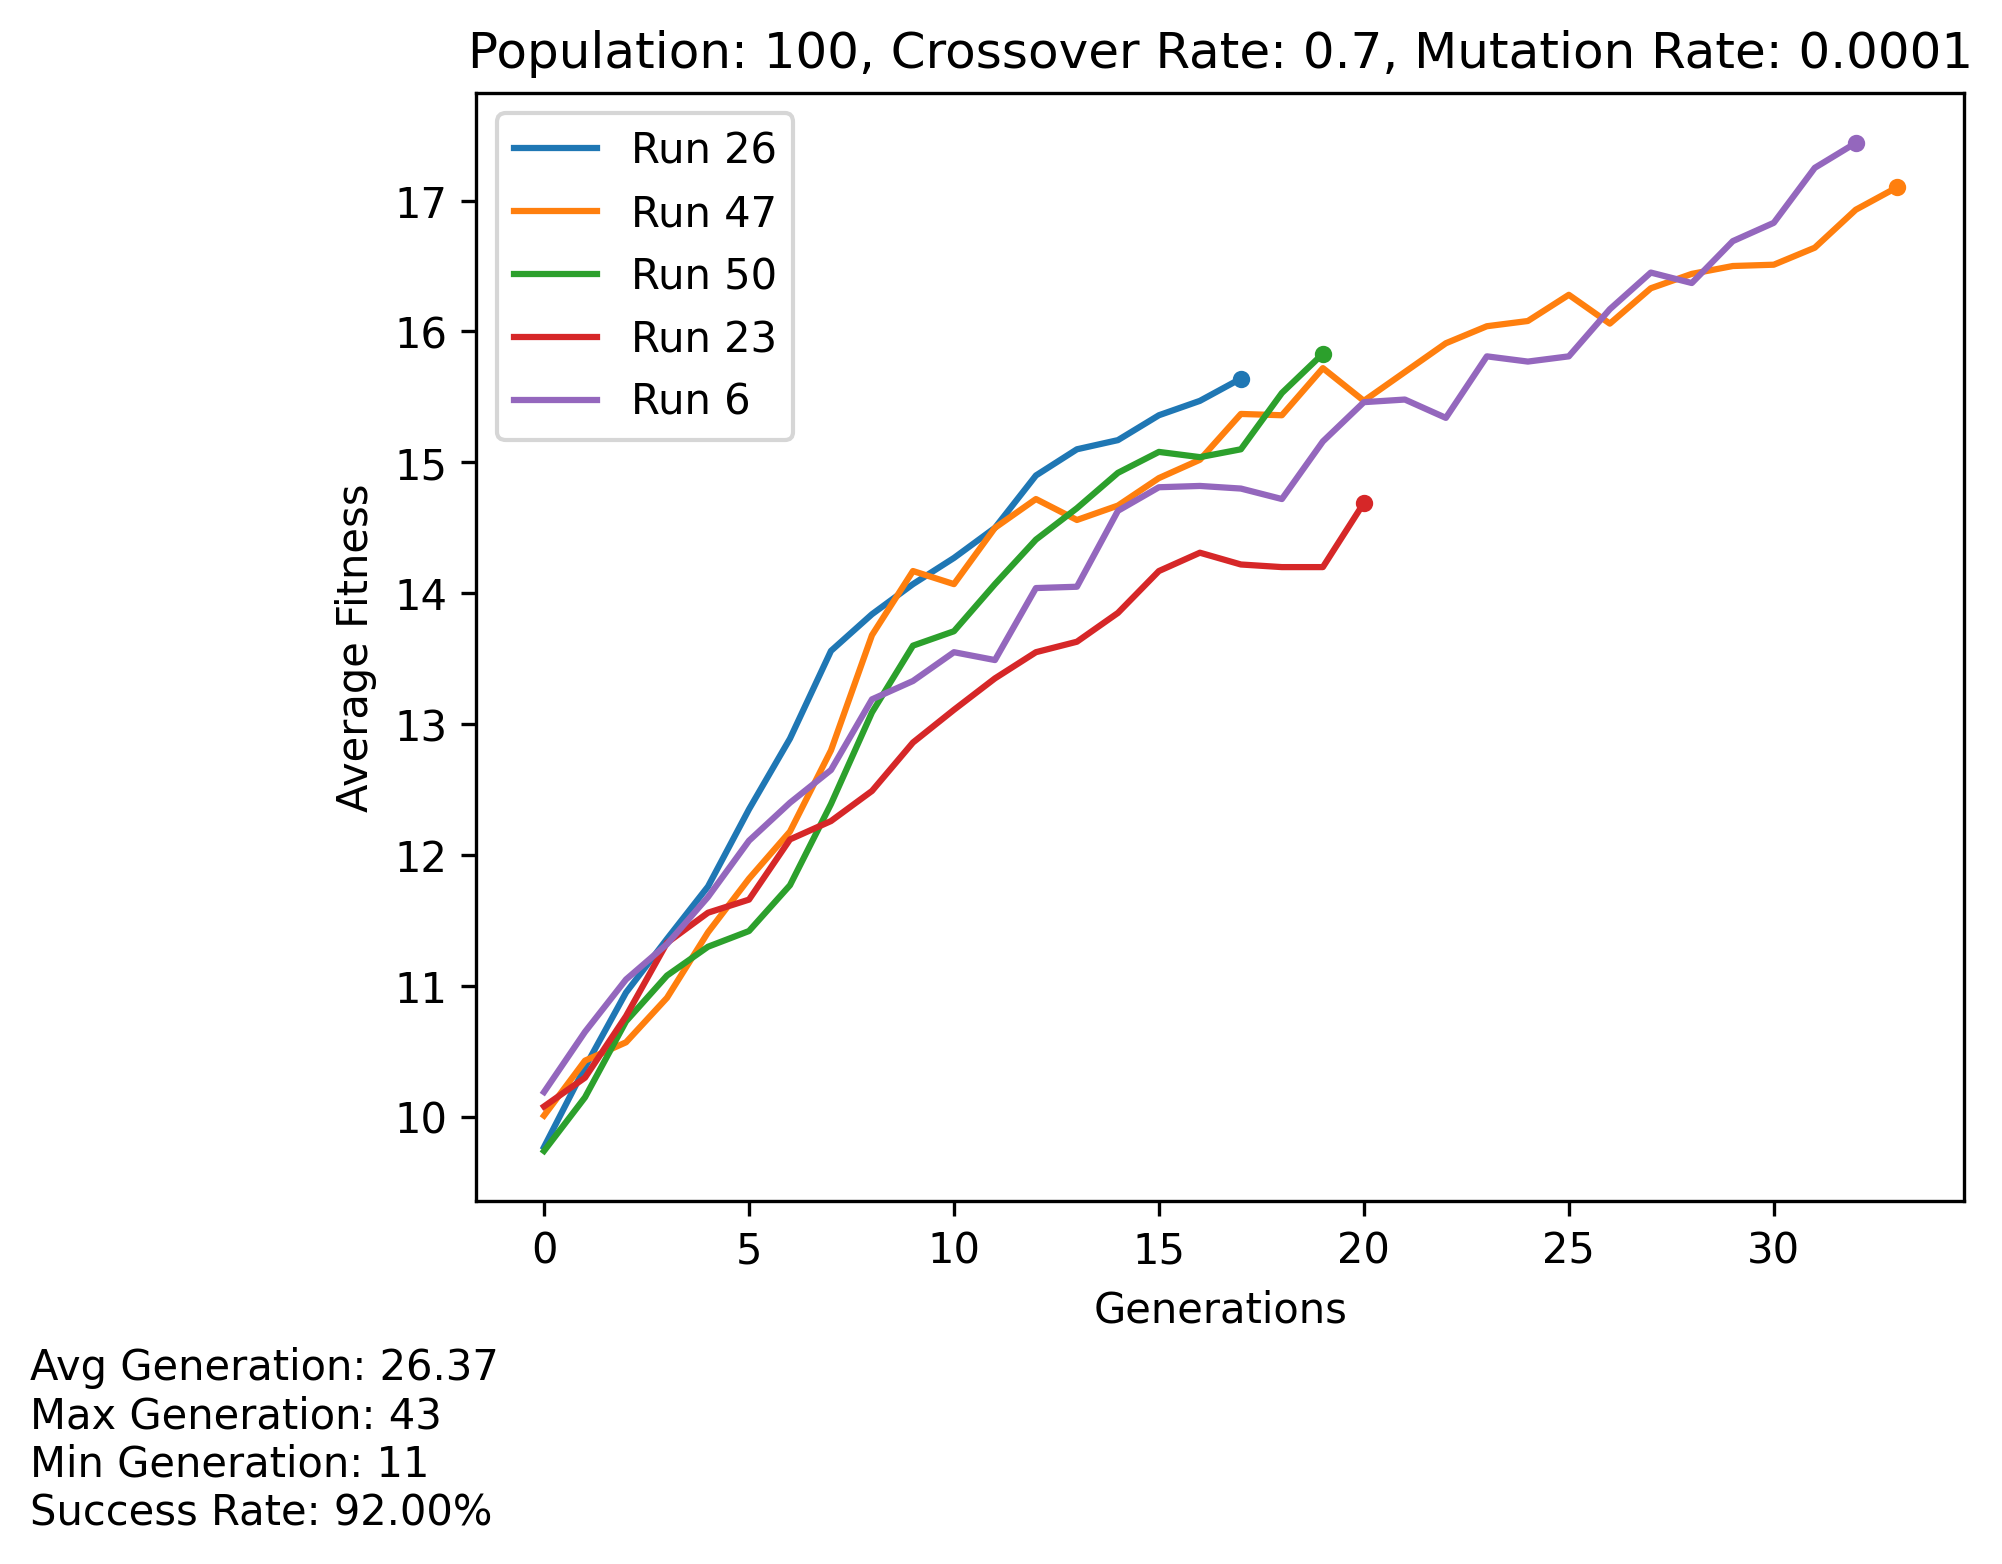 Population: 100, Crossover Rate: 0.7, Mutation Rate: 0.0001
Run 26
Run 47
Run 50
Run 23
Run 6
Average Fitness
17
16
15
14
13
12
11
10
0 5 10 15 20 25 30
Generations
Avg Generation: 26.37
Max Generation: 43
Min Generation: 11
Success Rate: 92.00%